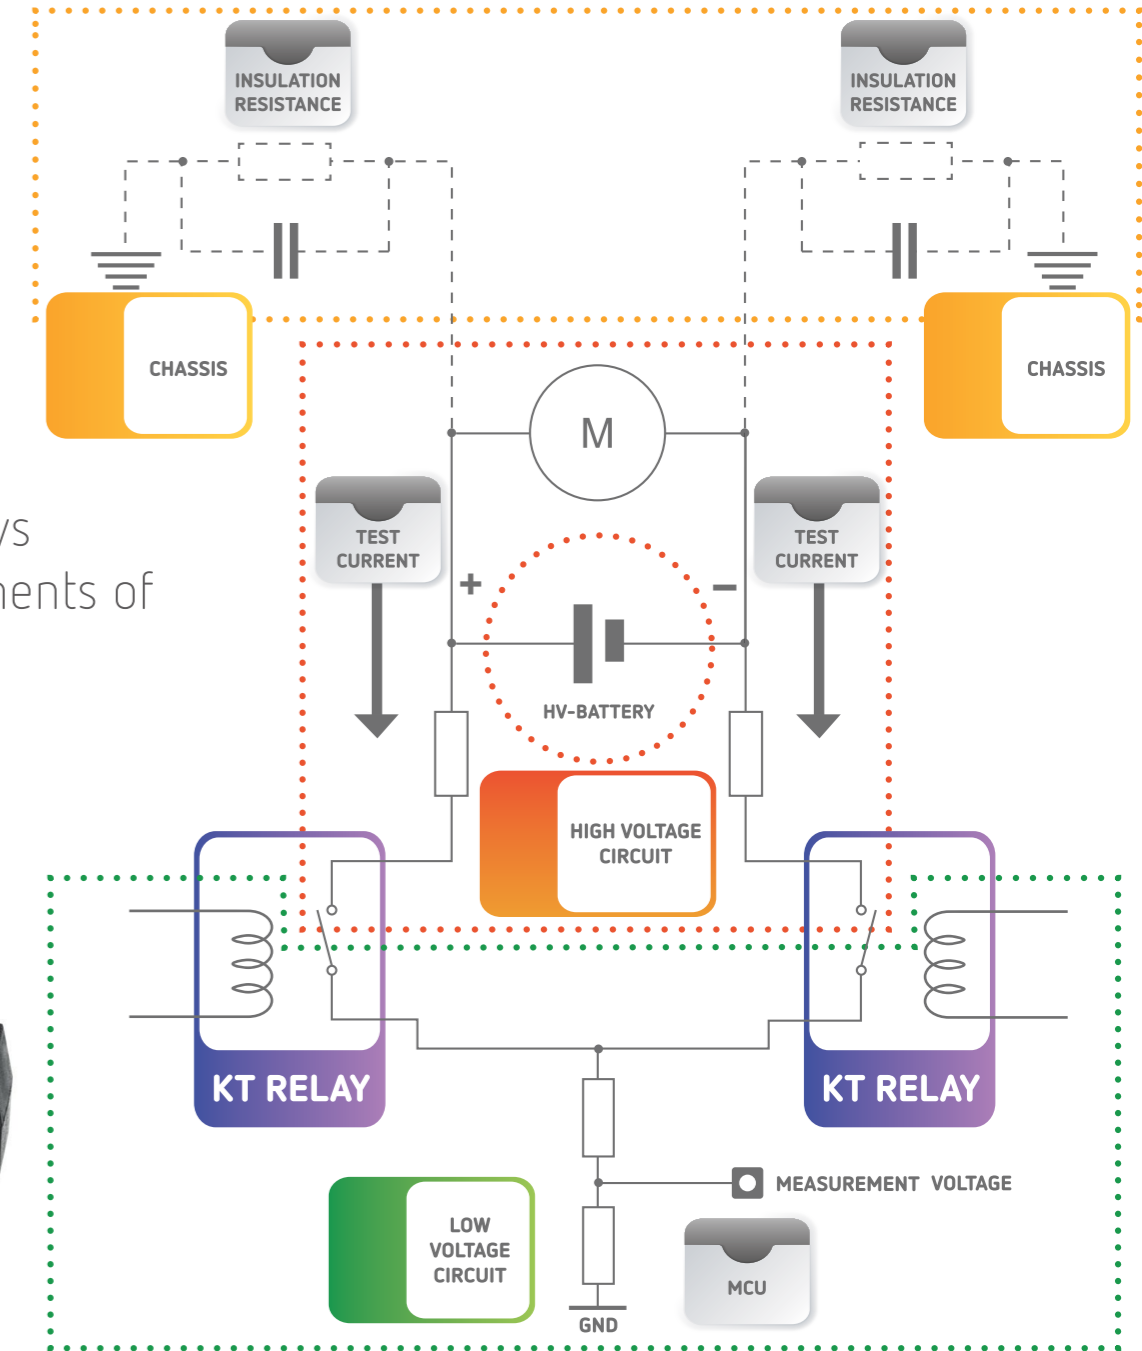 INSULATION
RESISTANCE
INSULATION
RESISTANCE
CHASSIS
CHASSIS
M
TEST
CURRENT
TEST
CURRENT
+
−
HV-BATTERY
HIGH VOLTAGE
CIRCUIT
of
KT RELAY
KT RELAY
MEASUREMENT VOLTAGE
LOW
VOLTAGE
CIRCUIT
MCU
GND